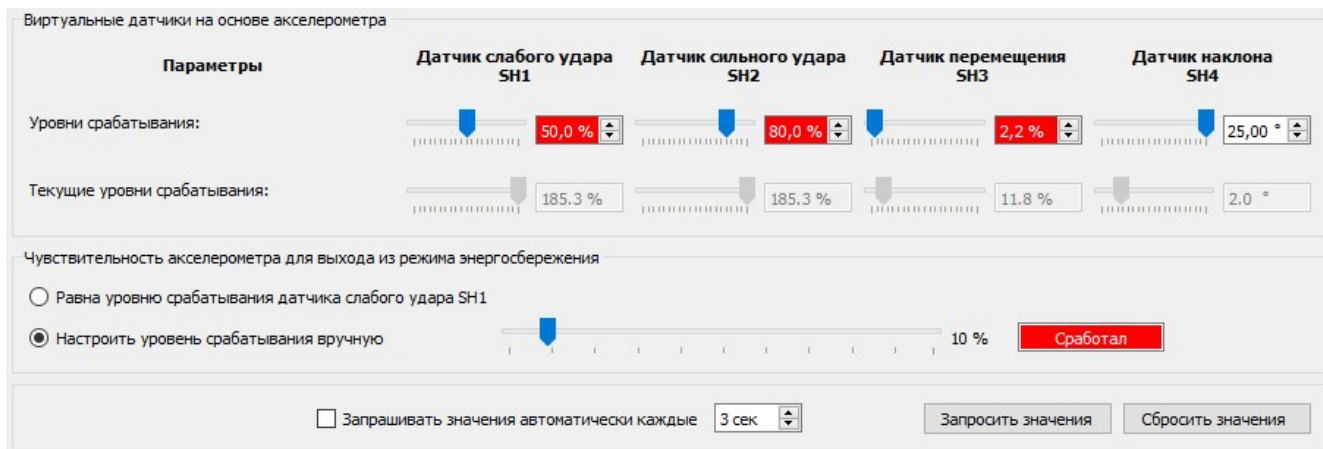 Виртуальные датчики на основе акселерометра
Параметры
Датчик слабого удара
SH1
Датчик сильного удара
SH2
Датчик перемещения
SH3
Датчик наклона
SH4
Уровни срабатывания:
50,0 %
80,0 %
2,2 %
25,00 °
Текущие уровни срабатывания:
185.3 %
185.3 %
11.8 %
2.0 °
Чувствительность акселерометра для выхода из режима энергосбережения
Равна уровню срабатывания датчика слабого удара SH1
Настроить уровень срабатывания вручную
10 %
Сработал
Запрашивать значения автоматически каждые
3 сек
Запросить значения
Сбросить значения